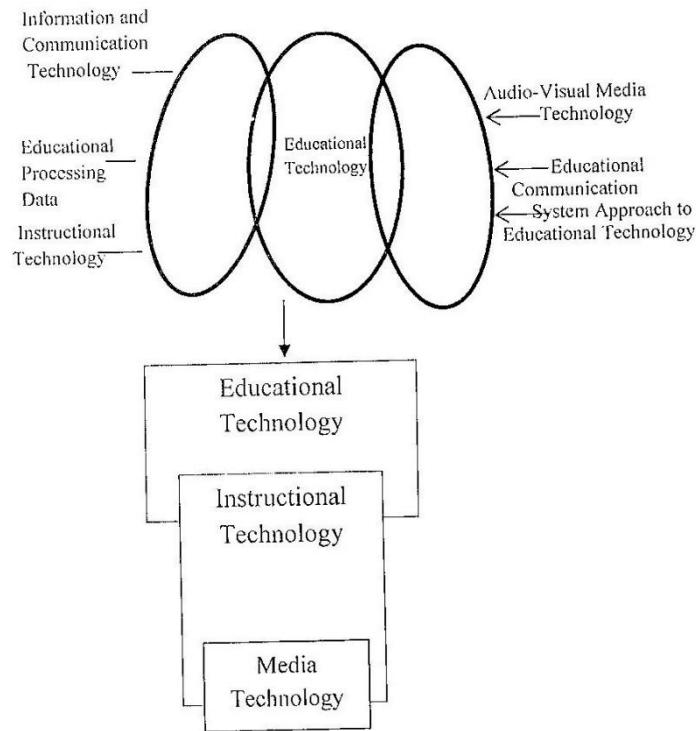 Information and
Communication
Technology
Educational
Processing
Data
Instructional
Technology
Educational
Technology
Audio-Visual Media
Technology
Educational
Communication
System Approach to
Educational Technology
Educational
Technology
Instructional
Technology
Media
Technology